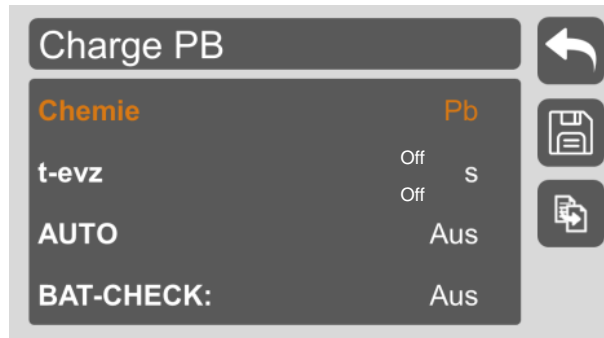 Charge PB
Chemie Pb
t-evz Off s
Off
AUTO Aus
BAT-CHECK: Aus